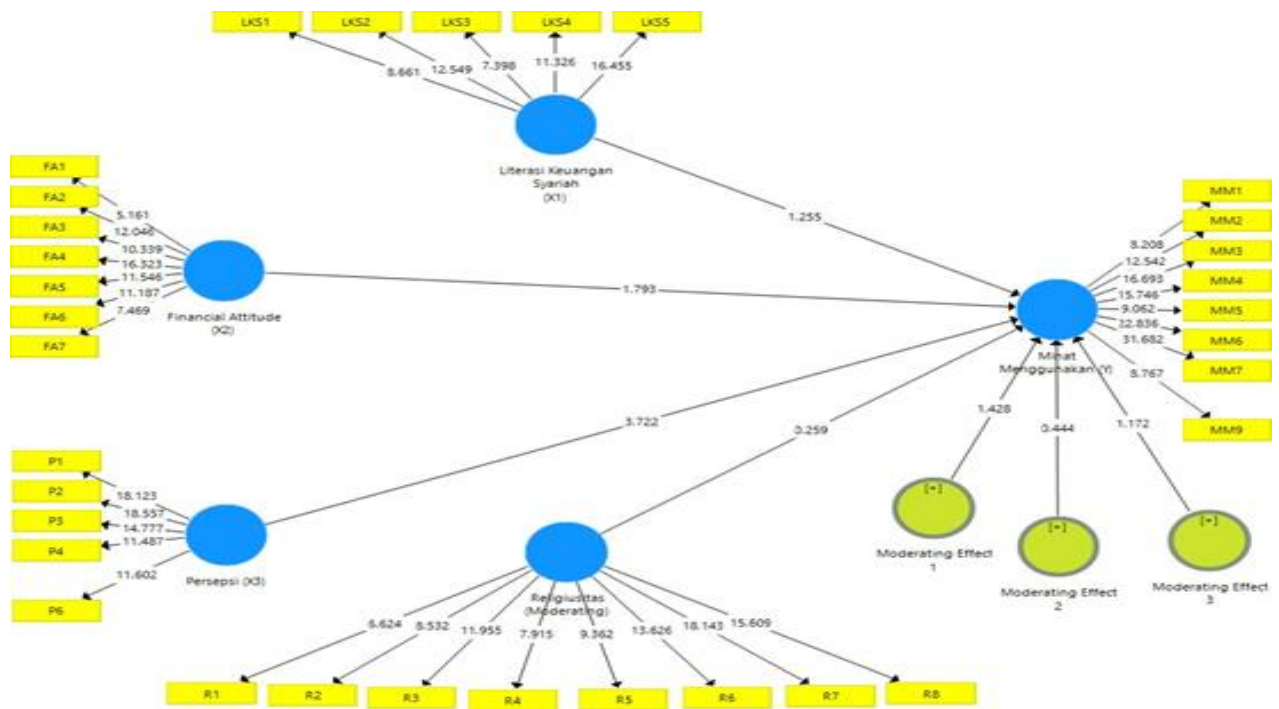 LKS1 LKS2 LKS3 LKS4 LKS5
8.661 12.549 7.398 11.326 16.455
Literasi Keuangan
Syariah
(X1)
FA1
FA2
FA3
FA4
FA5
FA6
FA7
5.161
12.046
10.339
16.323
11.546
11.187
7.469
Financial Attitude
(X2)
1.255
1.793
3.722
0.259
MM1
MM2
MM3
MM4
MM5
MM6
MM7
MM9
8.208
12.542
16.693
15.746
9.062
22.836
31.682
8.767
Minat
Menggunakan (Y)
1.428
0.444
1.172
[+]
Moderating Effect
1
[+]
Moderating Effect
2
[+]
Moderating Effect
3
P1
P2
P3
P4
P6
18.123
18.557
14.777
11.487
11.602
Persepsi (X3)
Religiusitas
(Moderating)
6.624 8.532 11.955 7.915 9.362 13.626 18.143 15.609
R1 R2 R3 R4 R5 R6 R7 R8